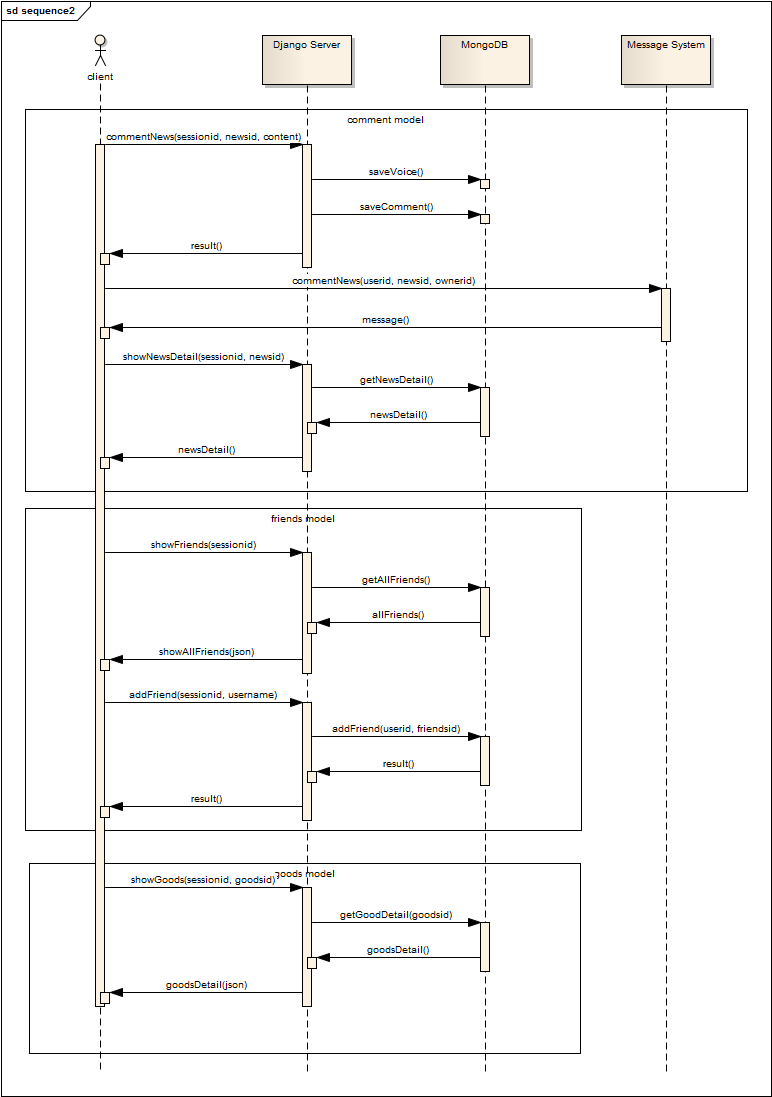 sd sequence2
client
Django Server
MongoDB
Message System
comment model
commentNews(sessionid, newsid, content)
saveVoice()
saveComment()
result()
commentNews(userid, newsid, ownerid)
message()
showNewsDetail(sessionid, newsid)
getNewsDetail()
newsDetail()
newsDetail()
friends model
showFriends(sessionid)
getAllFriends()
allFriends()
showAllFriends(json)
addFriend(sessionid, username)
addFriend(userid, friendsid)
result()
result()
goods model
showGoods(sessionid, goodsid)
getGoodDetail(goodsid)
goodsDetail()
goodsDetail(json)